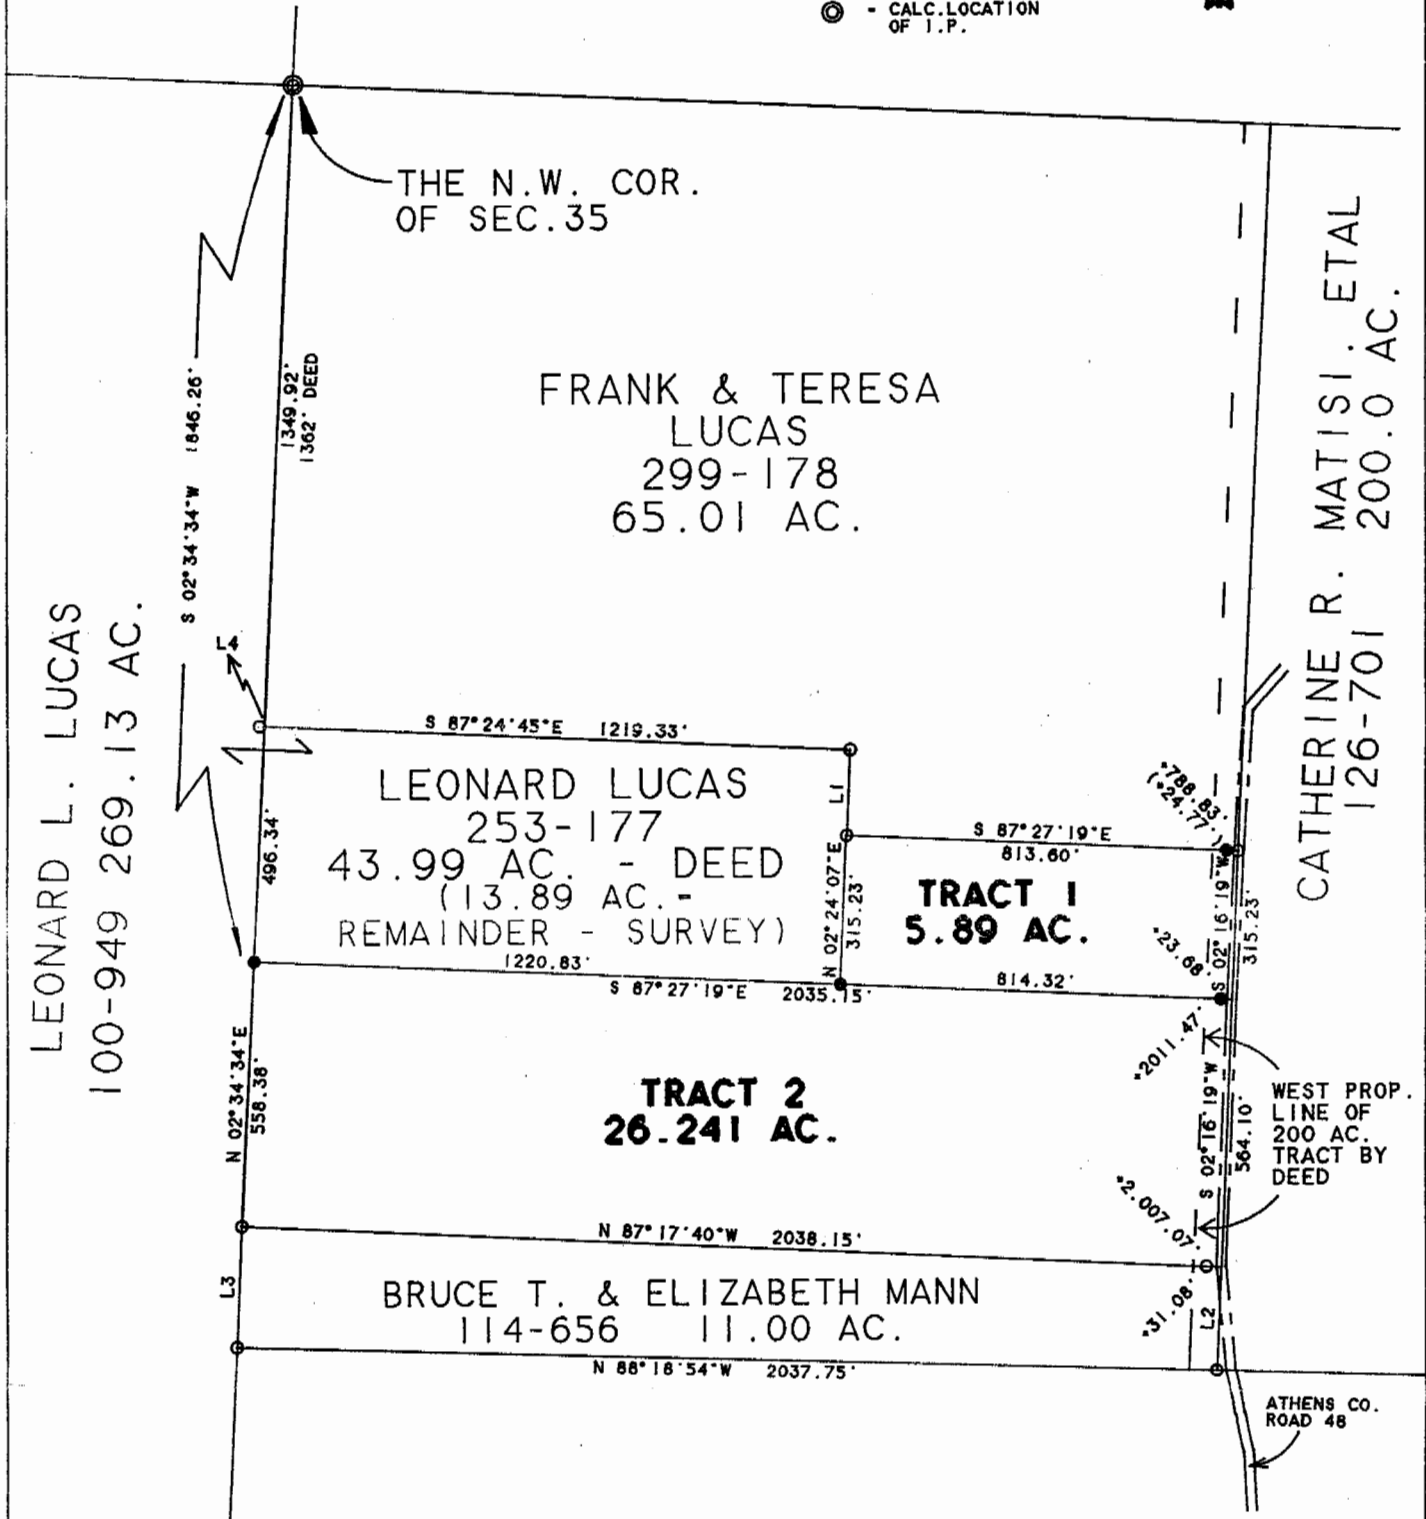 - CALC.LOCATION
OF I.P.
THE N.W. COR.
OF SEC.35
S 02°34'34"W 1846.26'
1349.92'
1362' DEED
FRANK & TERESA
LUCAS
299-178
65.01 AC.
CATHERINE R. MATISI, ETAL
126-701 200.0 AC.
LEONARD L. LUCAS
100-949 269.13 AC.
L4
S 87°24'45"E 1219.33'
LEONARD LUCAS
253-177
43.99 AC. - DEED
(13.89 AC.-
REMAINDER - SURVEY)
496.34'
L1
N 02°24'07"E
315.23'
S 87°27'19"E
813.60'
TRACT 1
5.89 AC.
*788.83'
(*24.77')
S 02°16'19"W
315.23'
*23.68'
1220.83'
S 87°27'19"E 2035.15'
814.32'
*2011.47'
N 02°34'34"E
558.38'
TRACT 2
26.241 AC.
S 02°16'19"W
564.10'
WEST PROP.
LINE OF
200 AC.
TRACT BY
DEED
*2,007.07'
N 87°17'40"W 2038.15'
L3
BRUCE T. & ELIZABETH MANN
114-656 11.00 AC.
*31.08'
L2
N 88°18'54"W 2037.75'
ATHENS CO.
ROAD 48